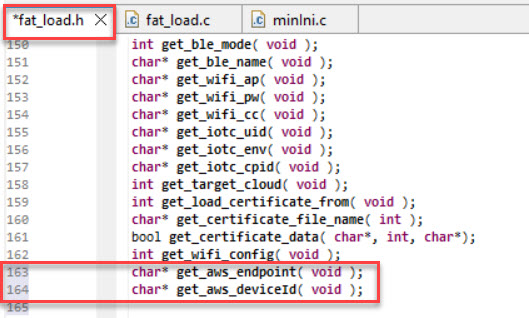 *fat_load.h
fat_load.c
minIni.c
150 int get_ble_mode( void );
151 char* get_ble_name( void );
152 char* get_wifi_ap( void );
153 char* get_wifi_pw( void );
154 char* get_wifi_cc( void );
155 char* get_iotc_uid( void );
156 char* get_iotc_env( void );
157 char* get_iotc_cpid( void );
158 int get_target_cloud( void );
159 int get_load_certificate_from( void );
160 char* get_certificate_file_name( int );
161 bool get_certificate_data( char*, int, char*);
162 int get_wifi_config( void );
163 char* get_aws_endpoint( void );
164 char* get_aws_deviceId( void );
165